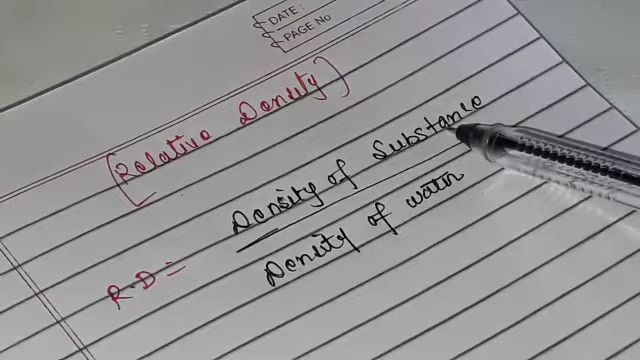 DATE:
PAGE No
[Relative Density]
R.D = Density of Substance
Density of water